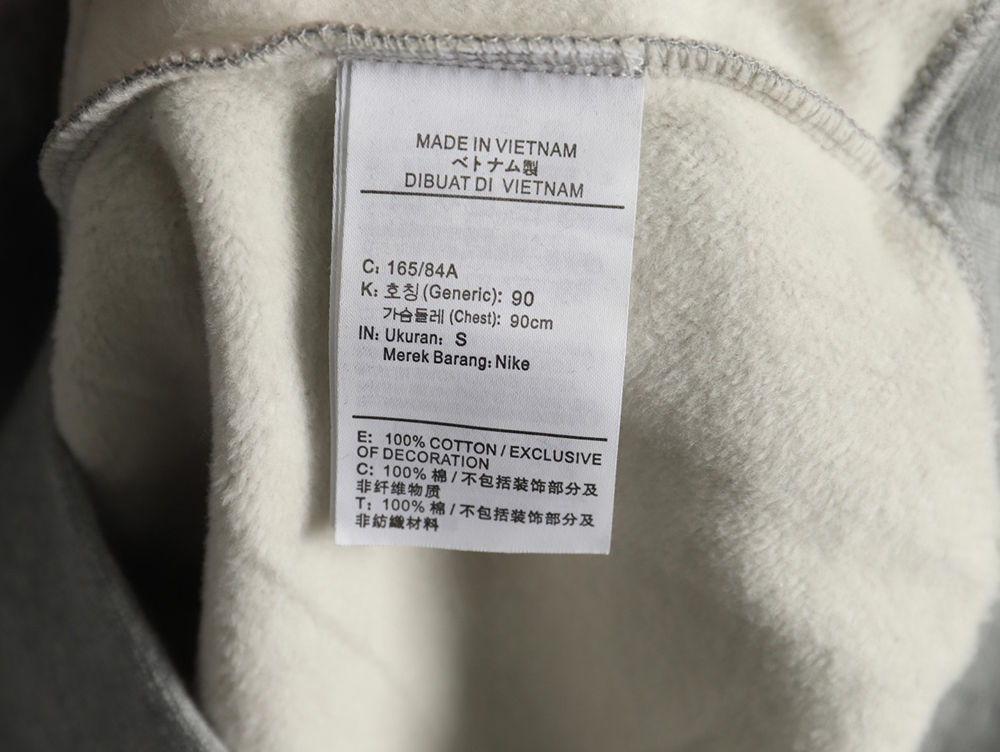 MADE IN VIETNAM
ベトナム製
DIBUAT DI VIETNAM
C: 165/84A
K: 호칭 (Generic): 90
가슴둘레 (Chest): 90cm
IN: Ukuran: S
Merek Barang: Nike
E: 100% COTTON / EXCLUSIVE
OF DECORATION
C: 100% 棉 / 不包括装饰部分及
非纤维物质
T: 100% 棉 / 不包括装饰部分及
非紡織材料